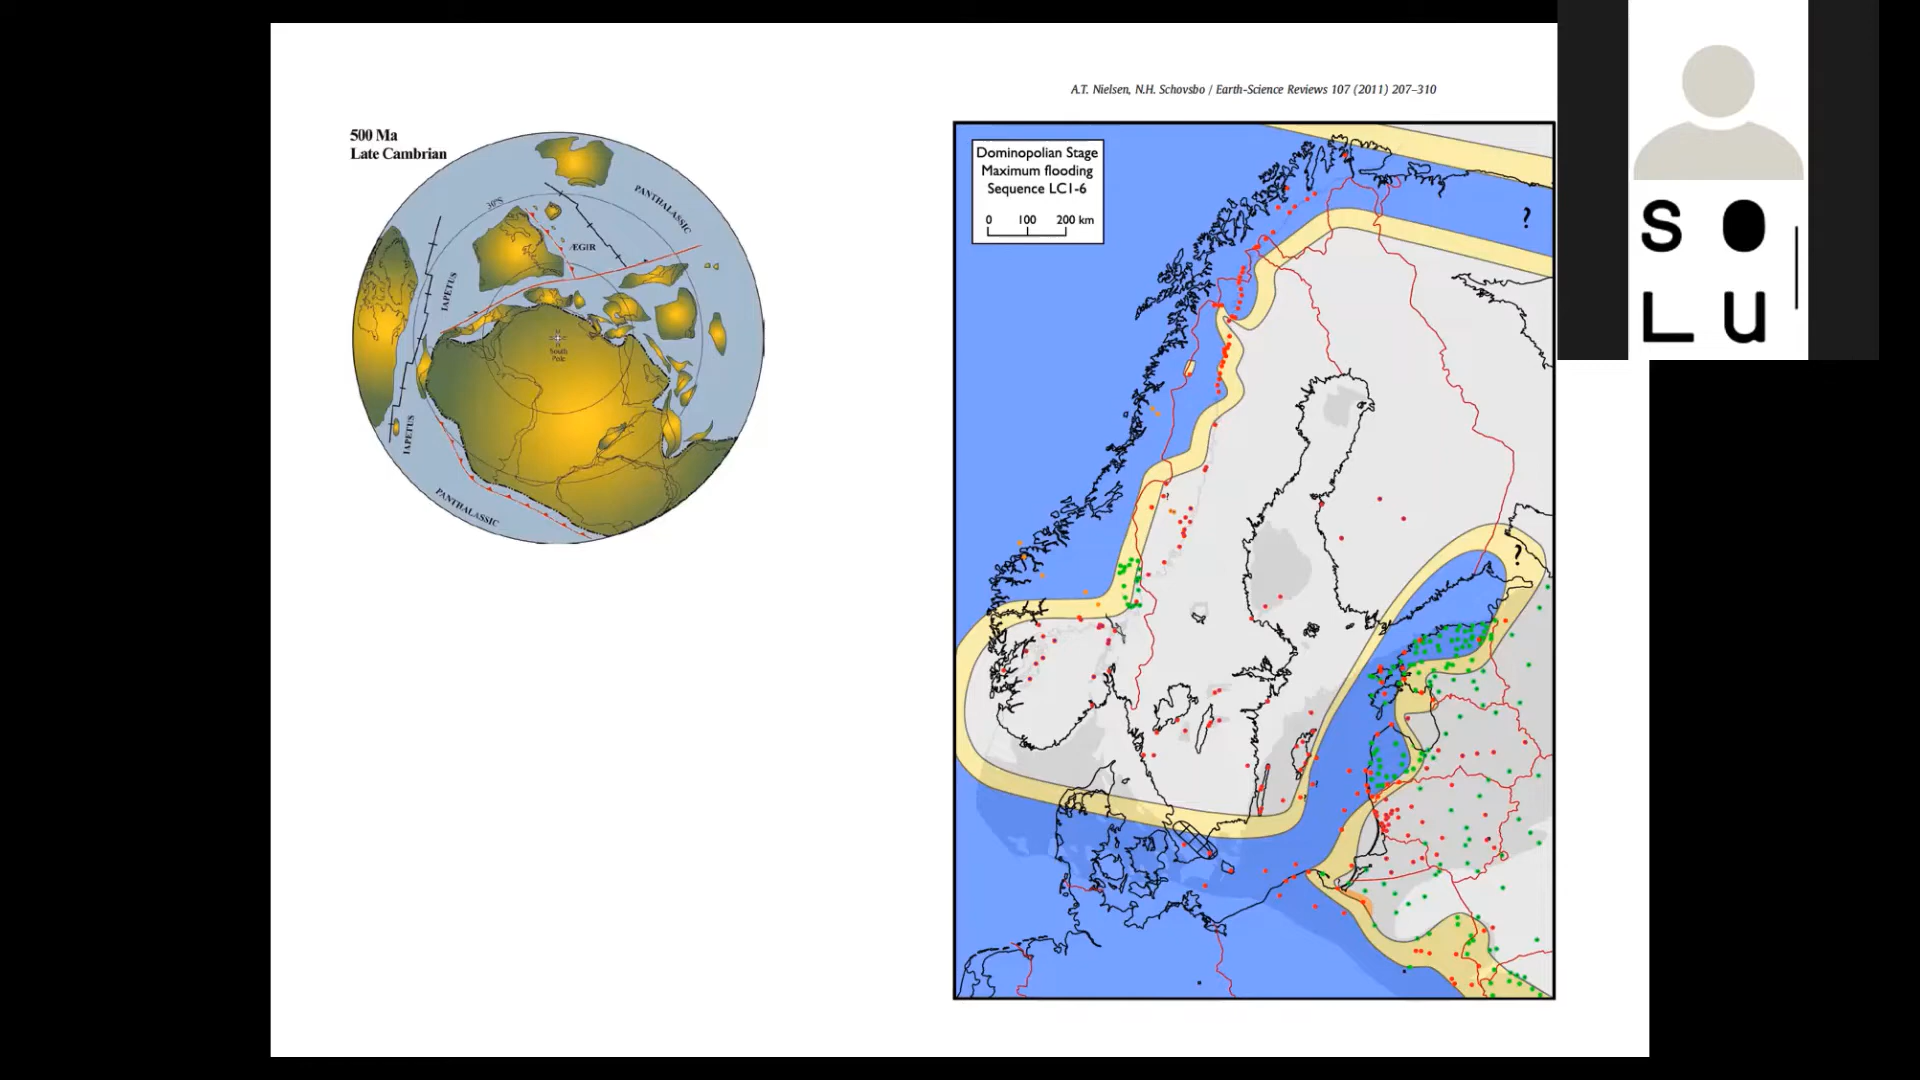 A.T. Nielsen, N.H. Schovsbo / Earth-Science Reviews 107 (2011) 207–310
500 Ma
Late Cambrian
30°S
PANTHALASSIC
ÆGIR
IAPETUS
South
Pole
IAPETUS
PANTHALASSIC
Dominopolian Stage
Maximum flooding
Sequence LC1-6
0 100 200 km
?
?
?
S O
L U